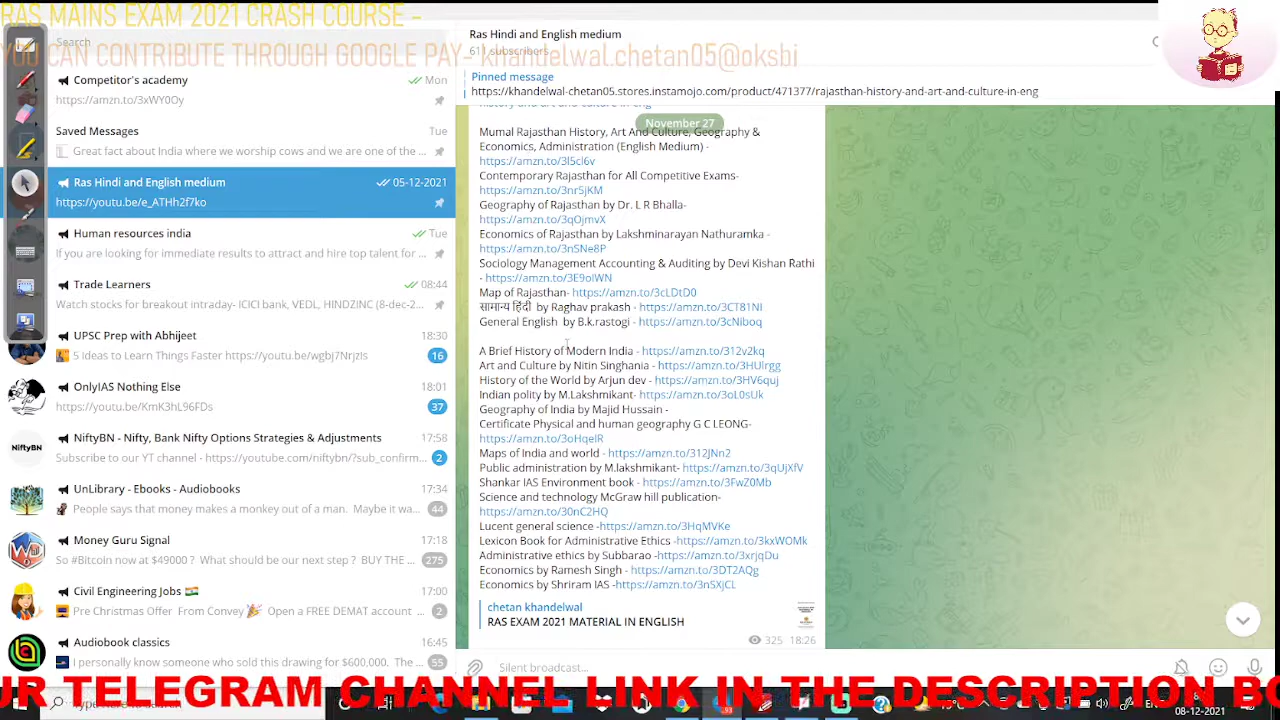 RAS MAINS EXAM 2021 CRASH COURSE -
YOU CAN CONTRIBUTE THROUGH GOOGLE PAY- khandelwal.chetan05@oksbi
Search
Competitor's academy
Mon
https://amzn.to/3xWY0Oy
Saved Messages
Tue
Great fact about India where we worship cows and we are one of the ...
Ras Hindi and English medium
05-12-2021
https://youtu.be/e_ATHh2f7ko
Human resources india
Tue
If you are looking for immediate results to attract and hire top talent for ...
Trade Learners
08:44
Watch stocks for breakout intraday- ICICI bank, VEDL, HINDZINC (8-dec-2...
UPSC Prep with Abhijeet
18:30
5 Ideas to Learn Things Faster https://youtu.be/wgbj7Nrjzls
16
OnlyIAS Nothing Else
18:01
https://youtu.be/KmK3hL96FDs
37
NiftyBN
NiftyBN - Nifty, Bank Nifty Options Strategies & Adjustments
17:58
Subscribe to our YT channel - https://youtube.com/niftybn/?sub_confirm...
2
UnLibrary - Ebooks - Audiobooks
17:34
People says that money makes a monkey out of a man. Maybe it wa...
44
Money Guru Signal
17:18
So #Bitcoin now at $49000 ? What should be our next step ? BUY THE ...
275
Civil Engineering Jobs
17:00
Pre Christmas Offer From Convey Open a FREE DEMAT account ...
2
Audiobook classics
16:45
I personally know someone who sold this drawing for $600,000. The ...
55
Ras Hindi and English medium
611 subscribers
Pinned message
https://khandelwal-chetan05.stores.instamojo.com/product/471377/rajasthan-history-and-art-and-culture-in-eng
history-and-art-and-culture-in-eng
November 27
Mumal Rajasthan History, Art And Culture, Geography &
Economics, Administration (English Medium) -
https://amzn.to/3l5cl6v
Contemporary Rajasthan for All Competitive Exams-
https://amzn.to/3nr5jKM
Geography of Rajasthan by Dr. L R Bhalla-
https://amzn.to/3qOjmvX
Economics of Rajasthan by Lakshminarayan Nathuramka -
https://amzn.to/3nSNe8P
Sociology Management Accounting & Auditing by Devi Kishan Rathi
- https://amzn.to/3E9oIWN
Map of Rajasthan- https://amzn.to/3cLDtD0
सामान्य हिंदी by Raghav prakash - https://amzn.to/3CT81NI
General English by B.k.rastogi - https://amzn.to/3cNlboq
A Brief History of Modern India - https://amzn.to/312v2kq
Art and Culture by Nitin Singhania - https://amzn.to/3HUlrgg
History of the World by Arjun dev - https://amzn.to/3HV6quj
Indian polity by M.Lakshmikant- https://amzn.to/3oL0sUk
Geography of India by Majid Hussain -
Certificate Physical and human geography G C LEONG-
https://amzn.to/3oHqeIR
Maps of India and world - https://amzn.to/312JNn2
Public administration by M.lakshmikant- https://amzn.to/3qUjXfV
Shankar IAS Environment book - https://amzn.to/3FwZ0Mb
Science and technology McGraw hill publication-
https://amzn.to/30nC2HQ
Lucent general science -https://amzn.to/3HqMVKe
Lexicon Book for Administrative Ethics -https://amzn.to/3kxWOMk
Administrative ethics by Subbarao -https://amzn.to/3xrjqDu
Economics by Ramesh Singh - https://amzn.to/3DT2AQg
Economics by Shriram IAS -https://amzn.to/3nSXjCL
chetan khandelwal
RAS EXAM 2021 MATERIAL IN ENGLISH
325 18:26
Silent broadcast...
UR TELEGRAM CHANNEL LINK IN THE DESCRIPTION BO
08-12-2021